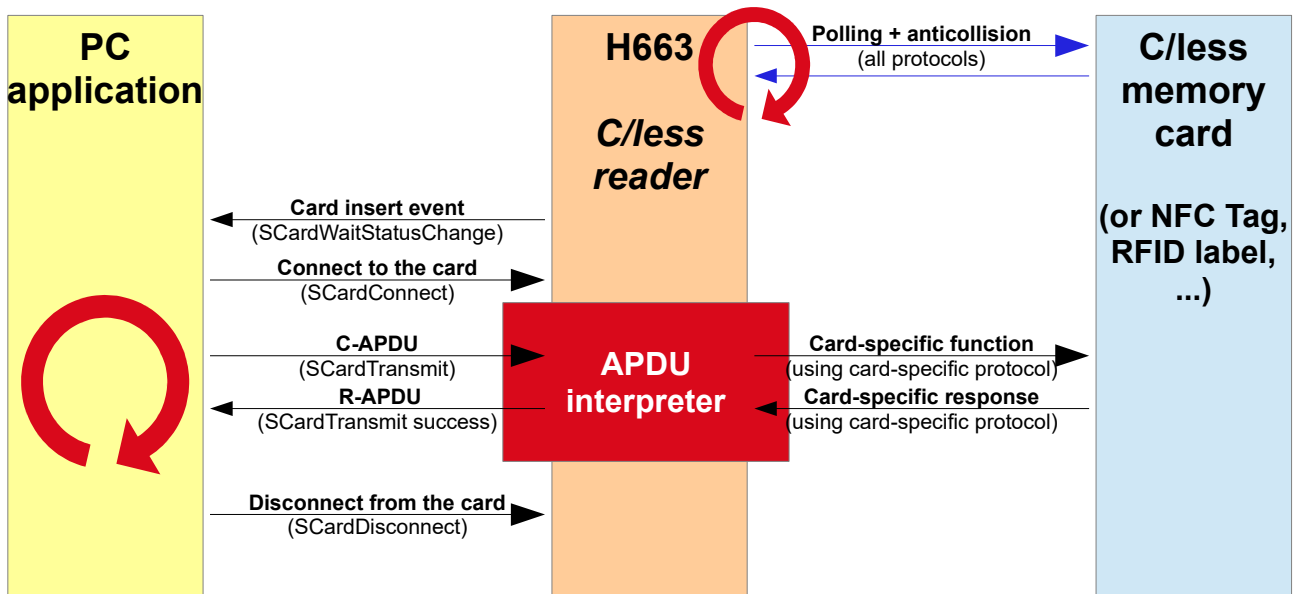 PC
application
H663
C/less
reader
Polling + anticollision
(all protocols)
C/less
memory
card
(or NFC Tag,
RFID label,
...)
Card insert event
(SCardWaitStatusChange)
Connect to the card
(SCardConnect)
C-APDU
(SCardTransmit)
R-APDU
(SCardTransmit success)
APDU
interpreter
Card-specific function
(using card-specific protocol)
Card-specific response
(using card-specific protocol)
Disconnect from the card
(SCardDisconnect)